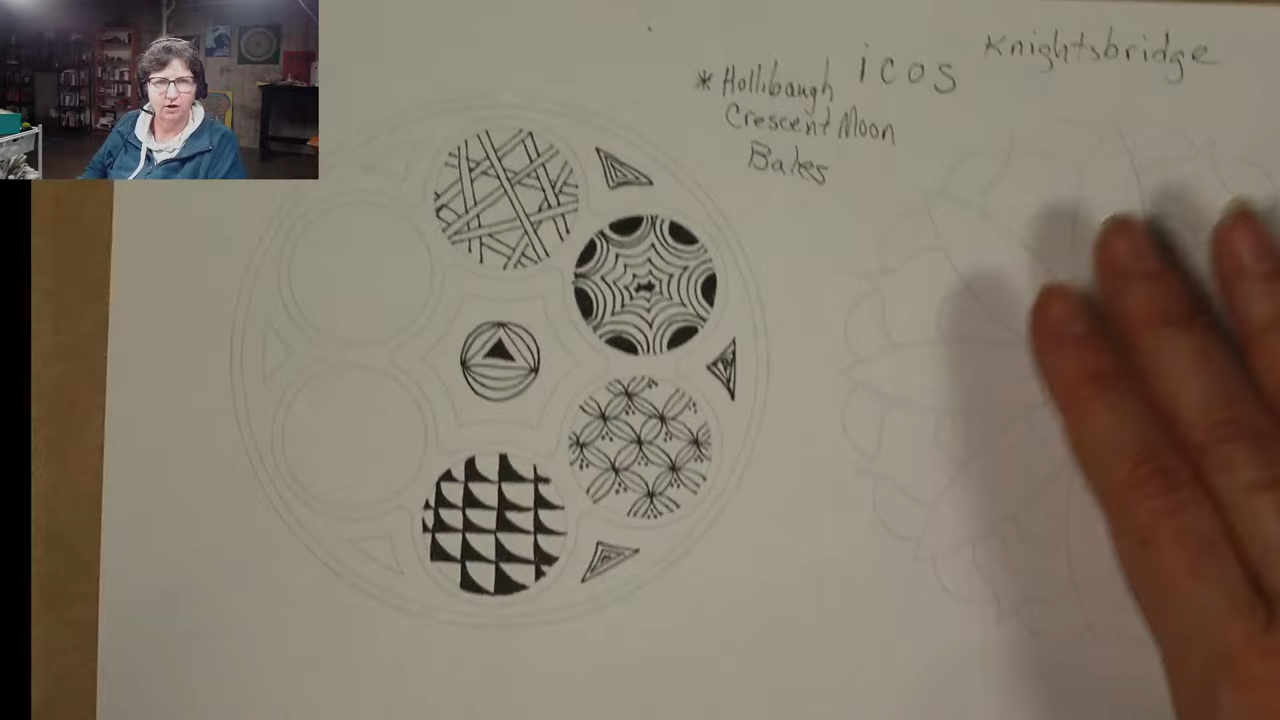 * Hollibaugh
Crescent Moon
Bales
icos
Knightsbridge